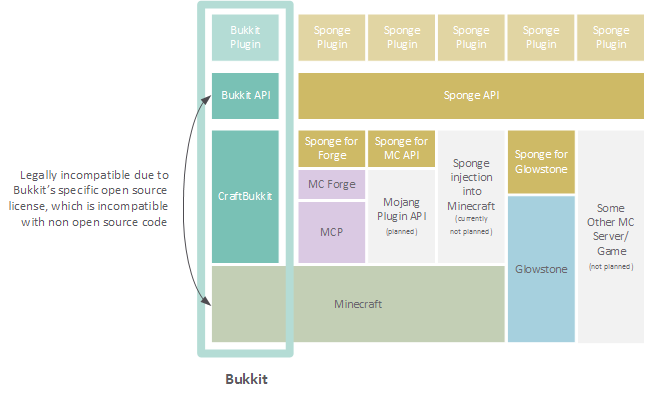 Bukkit
Plugin
Sponge
Plugin
Sponge
Plugin
Sponge
Plugin
Sponge
Plugin
Sponge
Plugin
Bukkit API
Sponge API
Legally incompatible due to
Bukkit's specific open source
license, which is incompatible
with non open source code
CraftBukkit
Sponge for
Forge
MC Forge
MCP
Sponge for
MC API
Mojang
Plugin API
(planned)
Sponge
injection
into
Minecraft
(currently
not planned)
Sponge for
Glowstone
Glowstone
Some
Other MC
Server/
Game
(not planned)
Minecraft
Bukkit